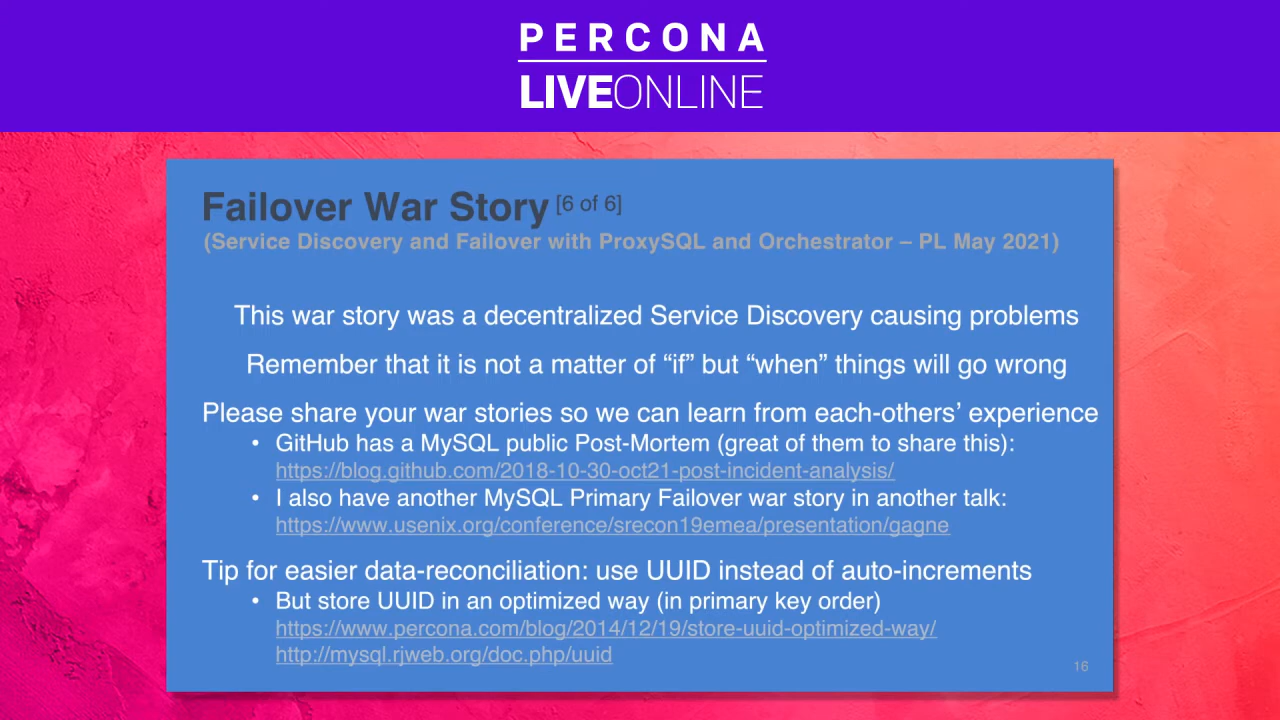 PERCONA
LIVEONLINE
Failover War Story [6 of 6]
(Service Discovery and Failover with ProxySQL and Orchestrator – PL May 2021)
This war story was a decentralized Service Discovery causing problems
Remember that it is not a matter of “if” but “when” things will go wrong
Please share your war stories so we can learn from each-others’ experience
• GitHub has a MySQL public Post-Mortem (great of them to share this):
https://blog.github.com/2018-10-30-oct21-post-incident-analysis/
• I also have another MySQL Primary Failover war story in another talk:
https://www.usenix.org/conference/srecon19emea/presentation/gagne
Tip for easier data-reconciliation: use UUID instead of auto-increments
• But store UUID in an optimized way (in primary key order)
https://www.percona.com/blog/2014/12/19/store-uuid-optimized-way/
http://mysql.rjweb.org/doc.php/uuid
16